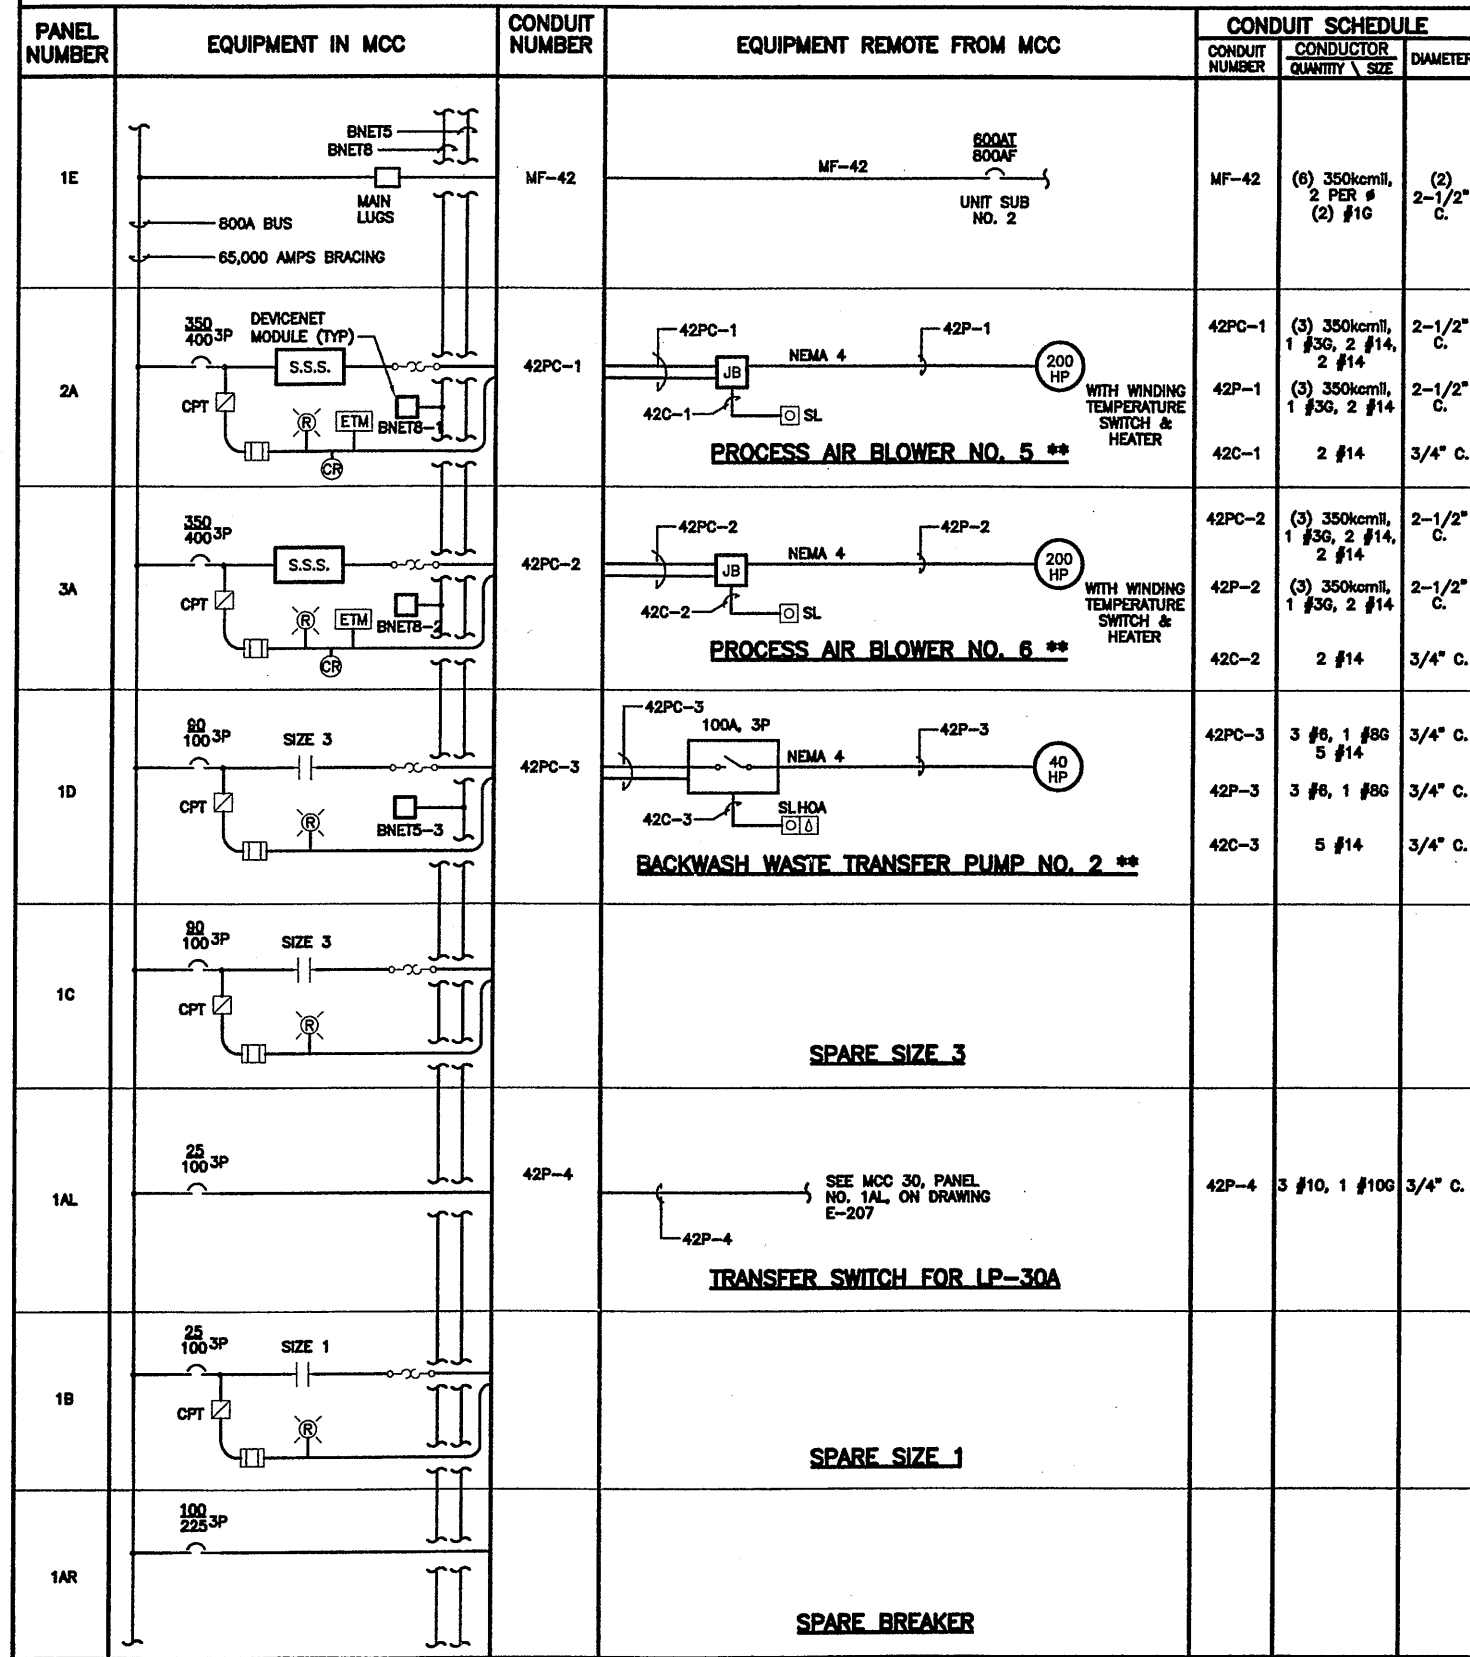 PANEL NUMBER
EQUIPMENT IN MCC
CONDUIT NUMBER
EQUIPMENT REMOTE FROM MCC
CONDUIT SCHEDULE
CONDUIT NUMBER
CONDUCTOR
QUANTITY \ SIZE
DIAMETER
1E
BNET5
BNET8
MAIN LUGS
800A BUS
65,000 AMPS BRACING
MF-42
MF-42
600AT
800AF
UNIT SUB
NO. 2
MF-42
(6) 350kcmil,
2 PER ø
(2) #1G
(2)
2-1/2"
C.
2A
350
400 3P
DEVICENET
MODULE (TYP)
S.S.S.
CPT
R
ETM
BNET8-1
CR
42PC-1
42PC-1
42P-1
NEMA 4
JB
200
HP
42C-1
SL
WITH WINDING
TEMPERATURE
SWITCH &
HEATER
PROCESS AIR BLOWER NO. 5 **
42PC-1
(3) 350kcmil,
1 #3G, 2 #14,
2 #14
2-1/2"
C.
42P-1
(3) 350kcmil,
1 #3G, 2 #14
2-1/2"
C.
42C-1
2 #14
3/4" C.
3A
350
400 3P
S.S.S.
CPT
R
ETM
BNET8-2
CR
42PC-2
42PC-2
42P-2
NEMA 4
JB
200
HP
42C-2
SL
WITH WINDING
TEMPERATURE
SWITCH &
HEATER
PROCESS AIR BLOWER NO. 6 **
42PC-2
(3) 350kcmil,
1 #3G, 2 #14,
2 #14
2-1/2"
C.
42P-2
(3) 350kcmil,
1 #3G, 2 #14
2-1/2"
C.
42C-2
2 #14
3/4" C.
1D
90
100 3P
SIZE 3
CPT
R
BNET5-3
42PC-3
42PC-3
100A, 3P
42P-3
NEMA 4
40
HP
42C-3
SLHOA
BACKWASH WASTE TRANSFER PUMP NO. 2 **
42PC-3
3 #6, 1 #8G
5 #14
3/4" C.
42P-3
3 #6, 1 #8G
3/4" C.
42C-3
5 #14
3/4" C.
1C
90
100 3P
SIZE 3
CPT
R
SPARE SIZE 3
1AL
25
100 3P
42P-4
SEE MCC 30, PANEL
NO. 1AL, ON DRAWING
E-207
42P-4
TRANSFER SWITCH FOR LP-30A
42P-4
3 #10, 1 #10G
3/4" C.
1B
25
100 3P
SIZE 1
CPT
R
SPARE SIZE 1
1AR
100
225 3P
SPARE BREAKER